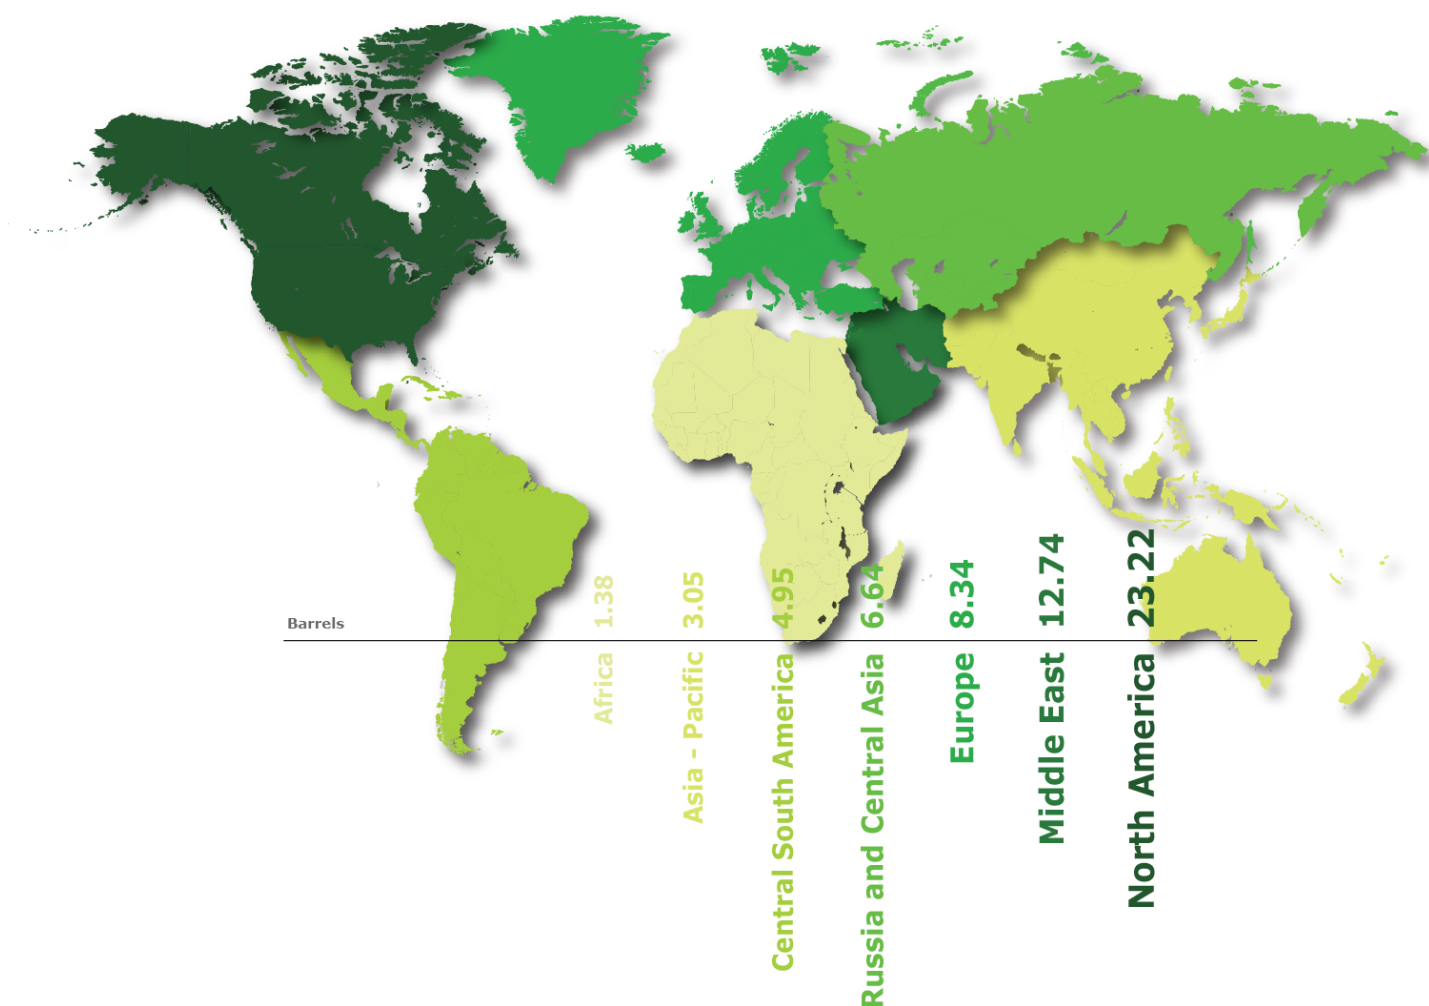 Barrels
1.38
3.05
4.95
6.64
8.34
12.74
23.22
Africa
Asia - Pacific
Central South America
Russia and Central Asia
Europe
Middle East
North America